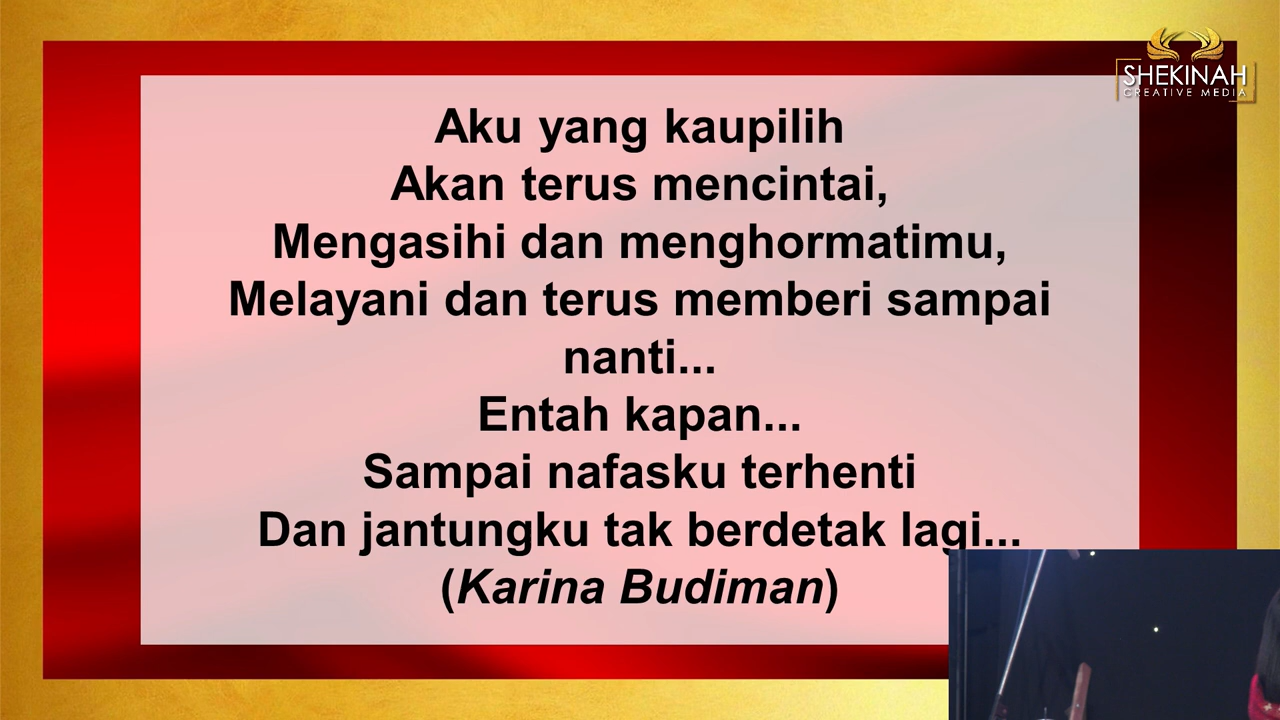 SHEKINAH
CREATIVE MEDIA
Aku yang kaupilih
Akan terus mencintai,
Mengasihi dan menghormatimu,
Melayani dan terus memberi sampai
nanti...
Entah kapan...
Sampai nafasku terhenti
Dan jantungku tak berdetak lagi...
(Karina Budiman)